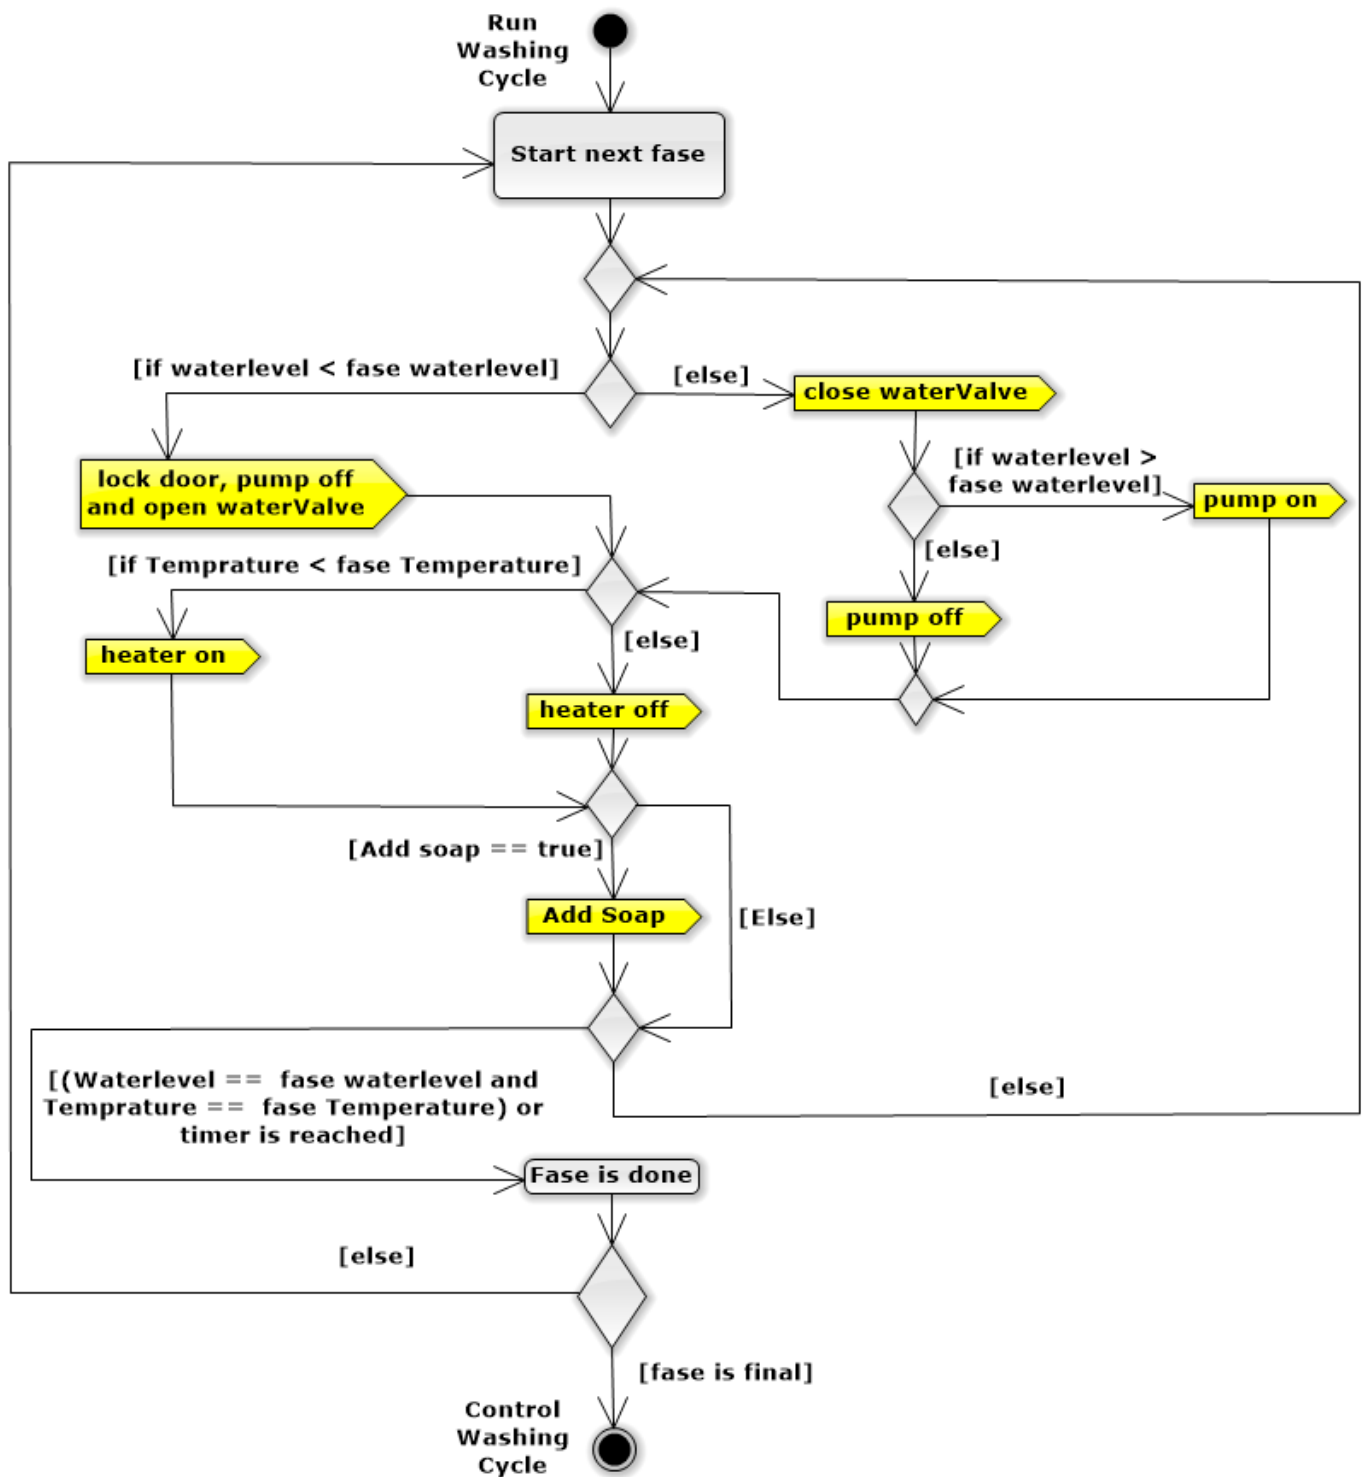 Run
Washing
Cycle
Start next fase
[if waterlevel < fase waterlevel]
[else]
close waterValve
lock door, pump off
and open waterValve
[if waterlevel >
fase waterlevel]
pump on
[else]
[if Temprature < fase Temperature]
pump off
[else]
heater on
heater off
[Add soap == true]
Add Soap
[Else]
[(Waterlevel == fase waterlevel and
Temprature == fase Temperature) or
timer is reached]
[else]
Fase is done
[else]
[fase is final]
Control
Washing
Cycle